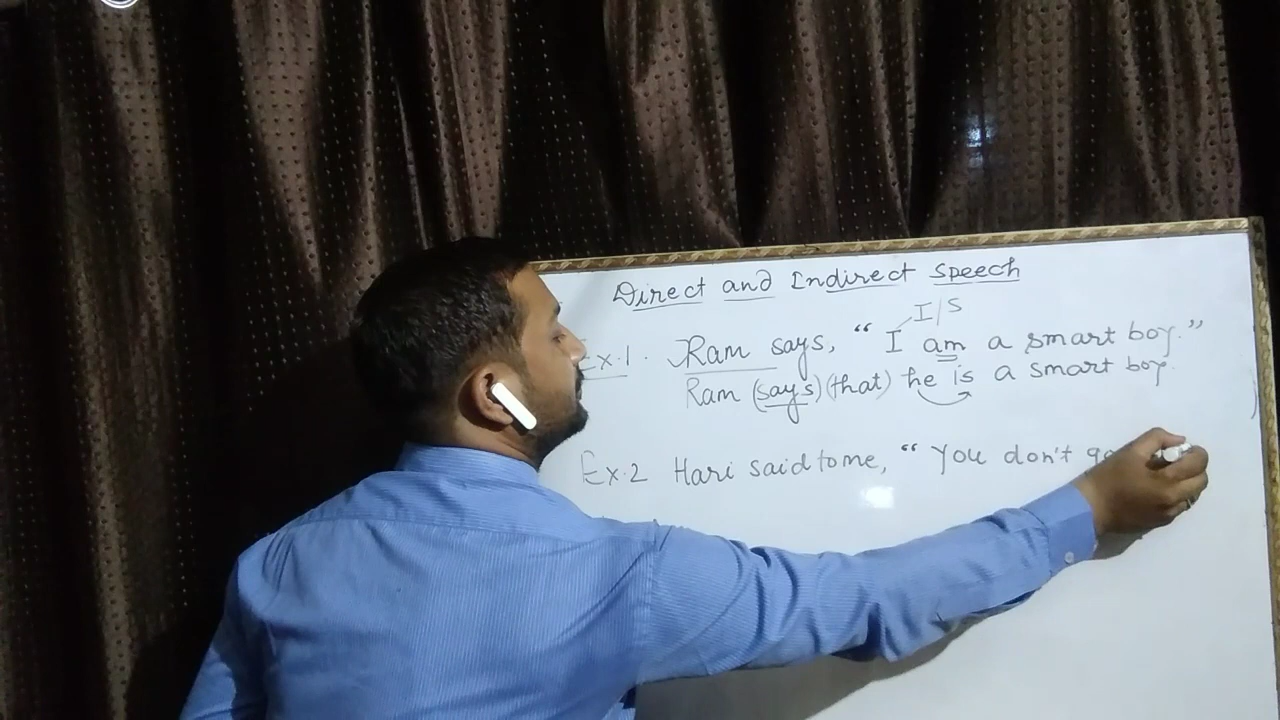 Direct and Indirect Speech
I/S
Ex.1. Ram says, “I am a smart boy.”
Ram (says) (that) he is a smart boy.
Ex.2 Hari said to me, “You don't go